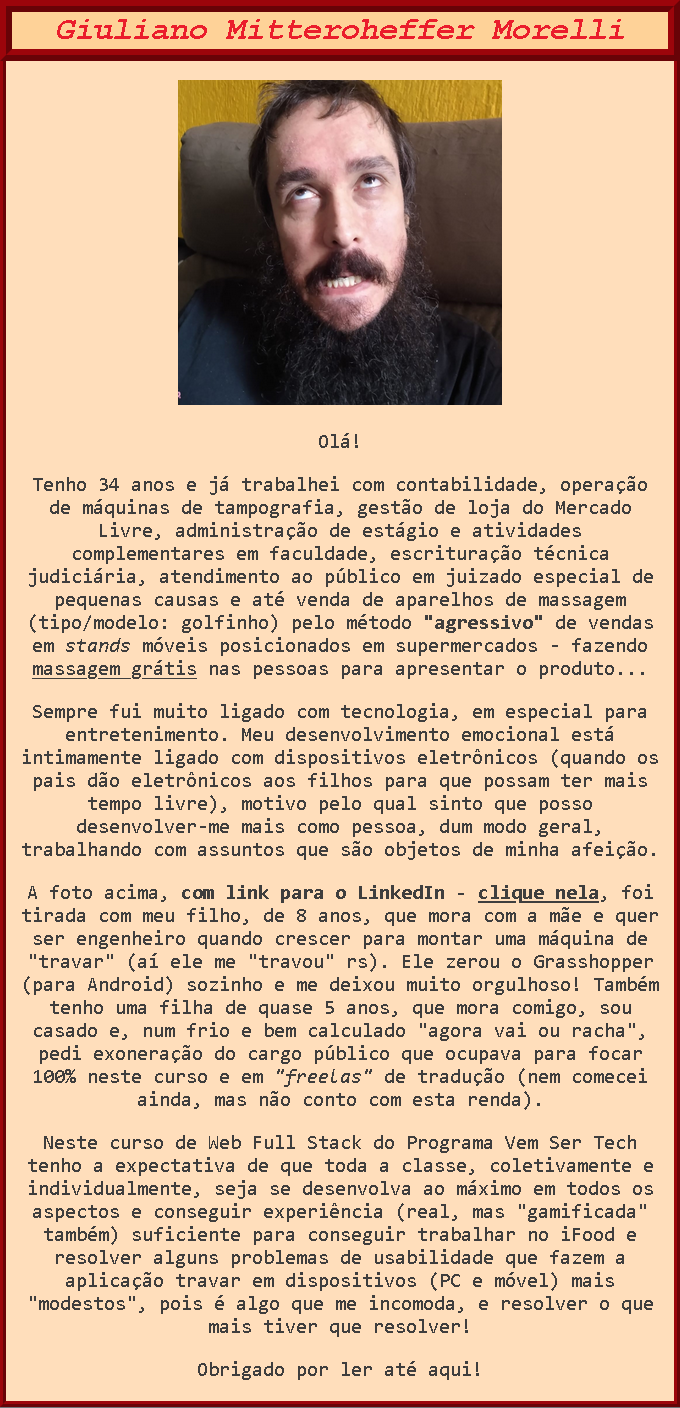 Giuliano Mitteroheffer Morelli
Olá!
Tenho 34 anos e já trabalhei com contabilidade, operação
de máquinas de tampografia, gestão de loja do Mercado
Livre, administração de estágio e atividades
complementares em faculdade, escrituração técnica
judiciária, atendimento ao público em juizado especial de
pequenas causas e até venda de aparelhos de massagem
(tipo/modelo: golfinho) pelo método "agressivo" de vendas
em stands móveis posicionados em supermercados - fazendo
massagem grátis nas pessoas para apresentar o produto...
Sempre fui muito ligado com tecnologia, em especial para
entretenimento. Meu desenvolvimento emocional está
intimamente ligado com dispositivos eletrônicos (quando os
pais dão eletrônicos aos filhos para que possam ter mais
tempo livre), motivo pelo qual sinto que posso
desenvolver-me mais como pessoa, dum modo geral,
trabalhando com assuntos que são objetos de minha afeição.
A foto acima, com link para o LinkedIn - clique nela, foi
tirada com meu filho, de 8 anos, que mora com a mãe e quer
ser engenheiro quando crescer para montar uma máquina de
"travar" (aí ele me "travou" rs). Ele zerou o Grasshopper
(para Android) sozinho e me deixou muito orgulhoso! Também
tenho uma filha de quase 5 anos, que mora comigo, sou
casado e, num frio e bem calculado "agora vai ou racha",
pedi exoneração do cargo público que ocupava para focar
100% neste curso e em "freelas" de tradução (nem comecei
ainda, mas não conto com esta renda).
Neste curso de Web Full Stack do Programa Vem Ser Tech
tenho a expectativa de que toda a classe, coletivamente e
individualmente, seja se desenvolva ao máximo em todos os
aspectos e conseguir experiência (real, mas "gamificada"
também) suficiente para conseguir trabalhar no iFood e
resolver alguns problemas de usabilidade que fazem a
aplicação travar em dispositivos (PC e móvel) mais
"modestos", pois é algo que me incomoda, e resolver o que
mais tiver que resolver!
Obrigado por ler até aqui!